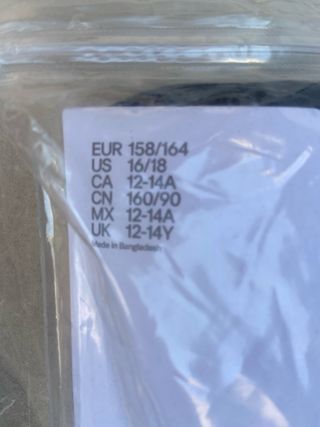 EUR 158/164
US 16/18
CA 12-14A
CN 160/90
MX 12-14A
UK 12-14Y
Made in Bangladesh